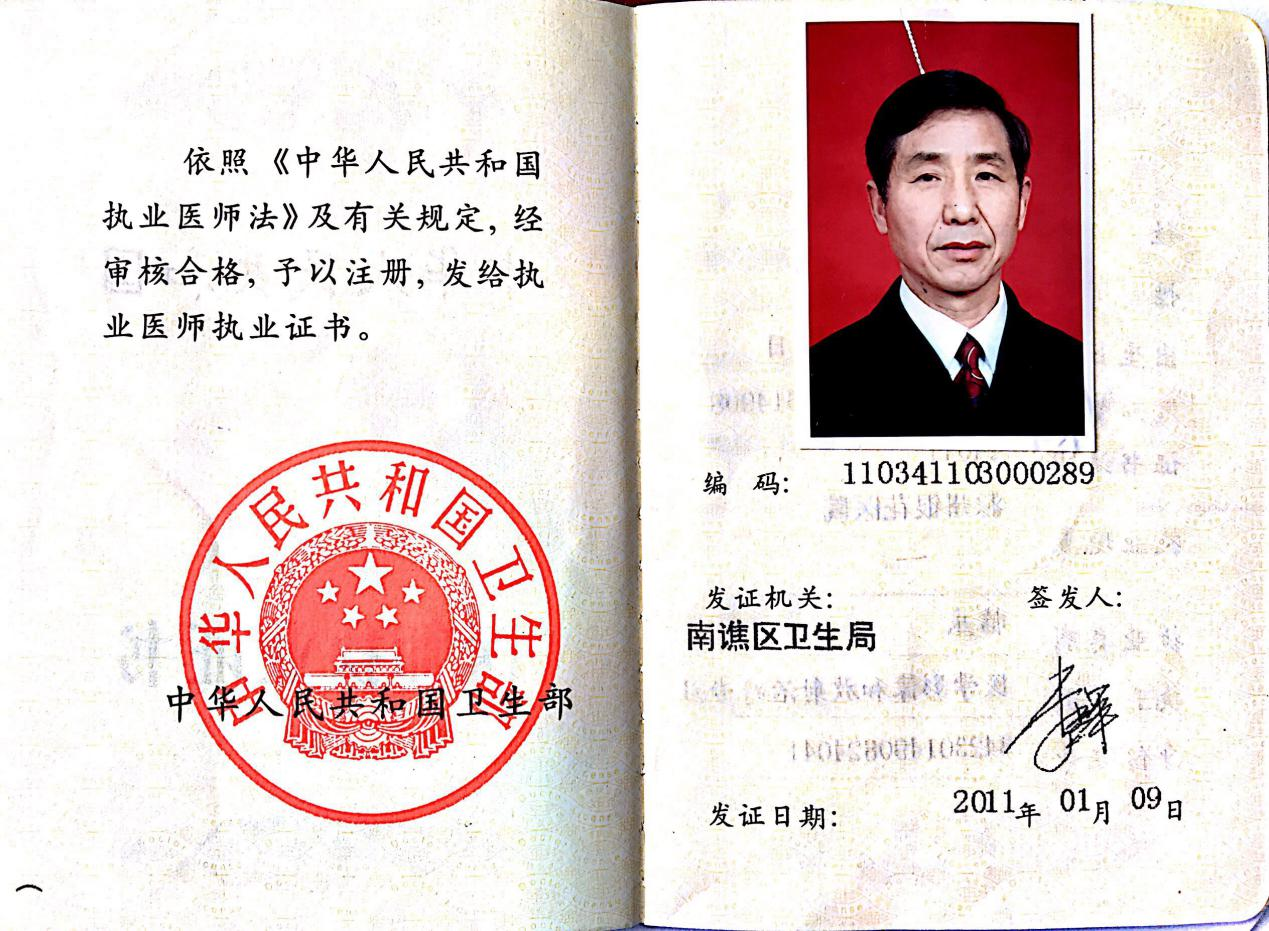 依照《中华人民共和国
执业医师法》及有关规定,经
审核合格,予以注册,发给执
业医师执业证书。
中华人民共和国卫生部
中华人民共和国卫生部
编 码: 110341103000289
发证机关: 签发人:
南谯区卫生局
发证日期: 2011年 01月 09日